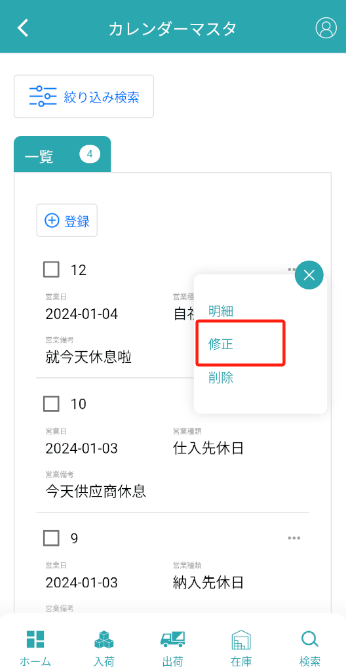 カレンダーマスタ
絞り込み検索
一覧 4
登録
12
営業日
2024-01-04
営業備考
就今天休息啦
明細
修正
削除
10
営業日 営業種類
2024-01-03 仕入先休日
営業備考
今天供应商休息
9
営業日 営業種類
2024-01-03 納入先休日
営業備考
ホーム 入荷 出荷 在庫 検索